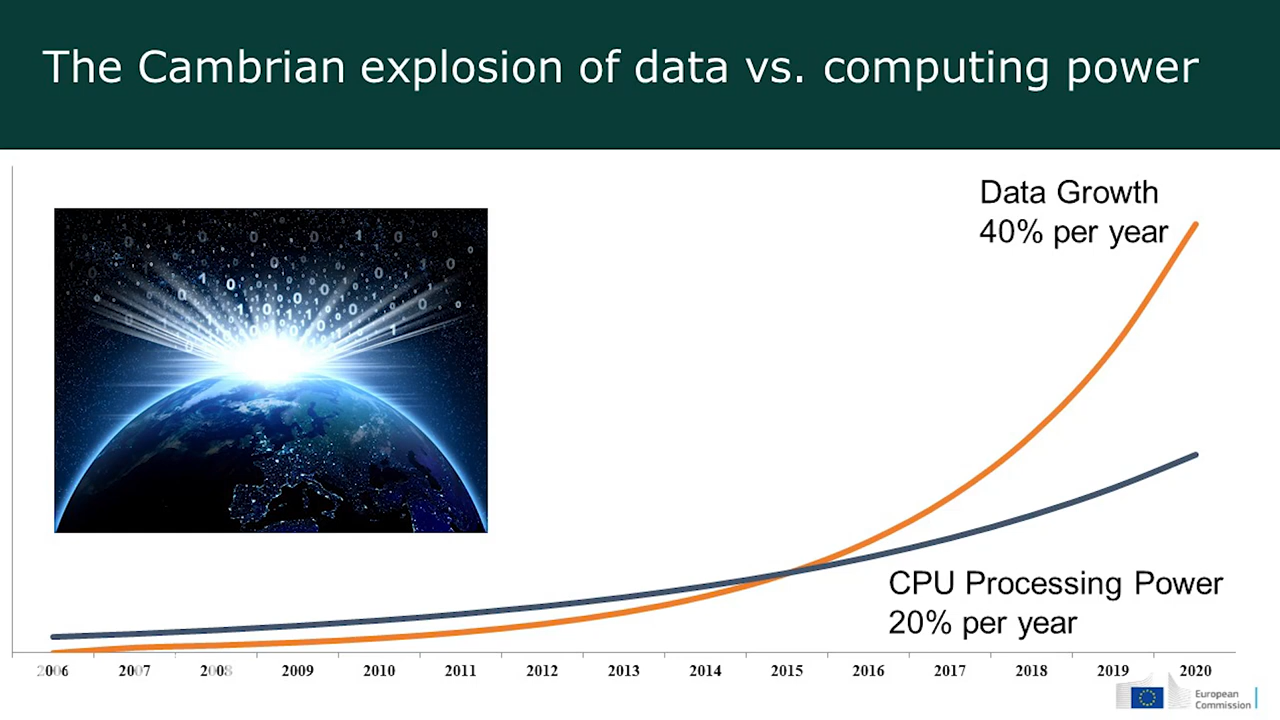 The Cambrian explosion of data vs. computing power
Data Growth
40% per year
CPU Processing Power
20% per year
2006 2007 2008 2009 2010 2011 2012 2013 2014 2015 2016 2017 2018 2019 2020
European
Commission